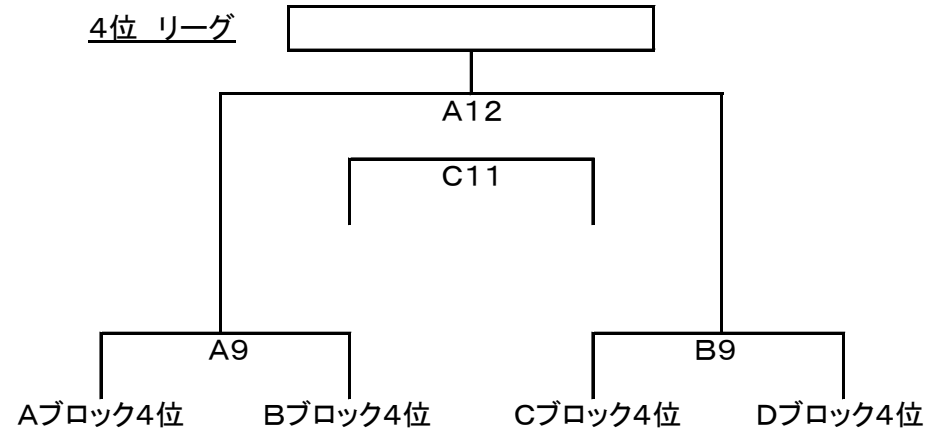 ４位　リーグ
Ａ１２
Ｃ１１
Ａ９
Ｂ９
Ａブロック４位
Ｂブロック４位
Ｃブロック４位
Ｄブロック４位